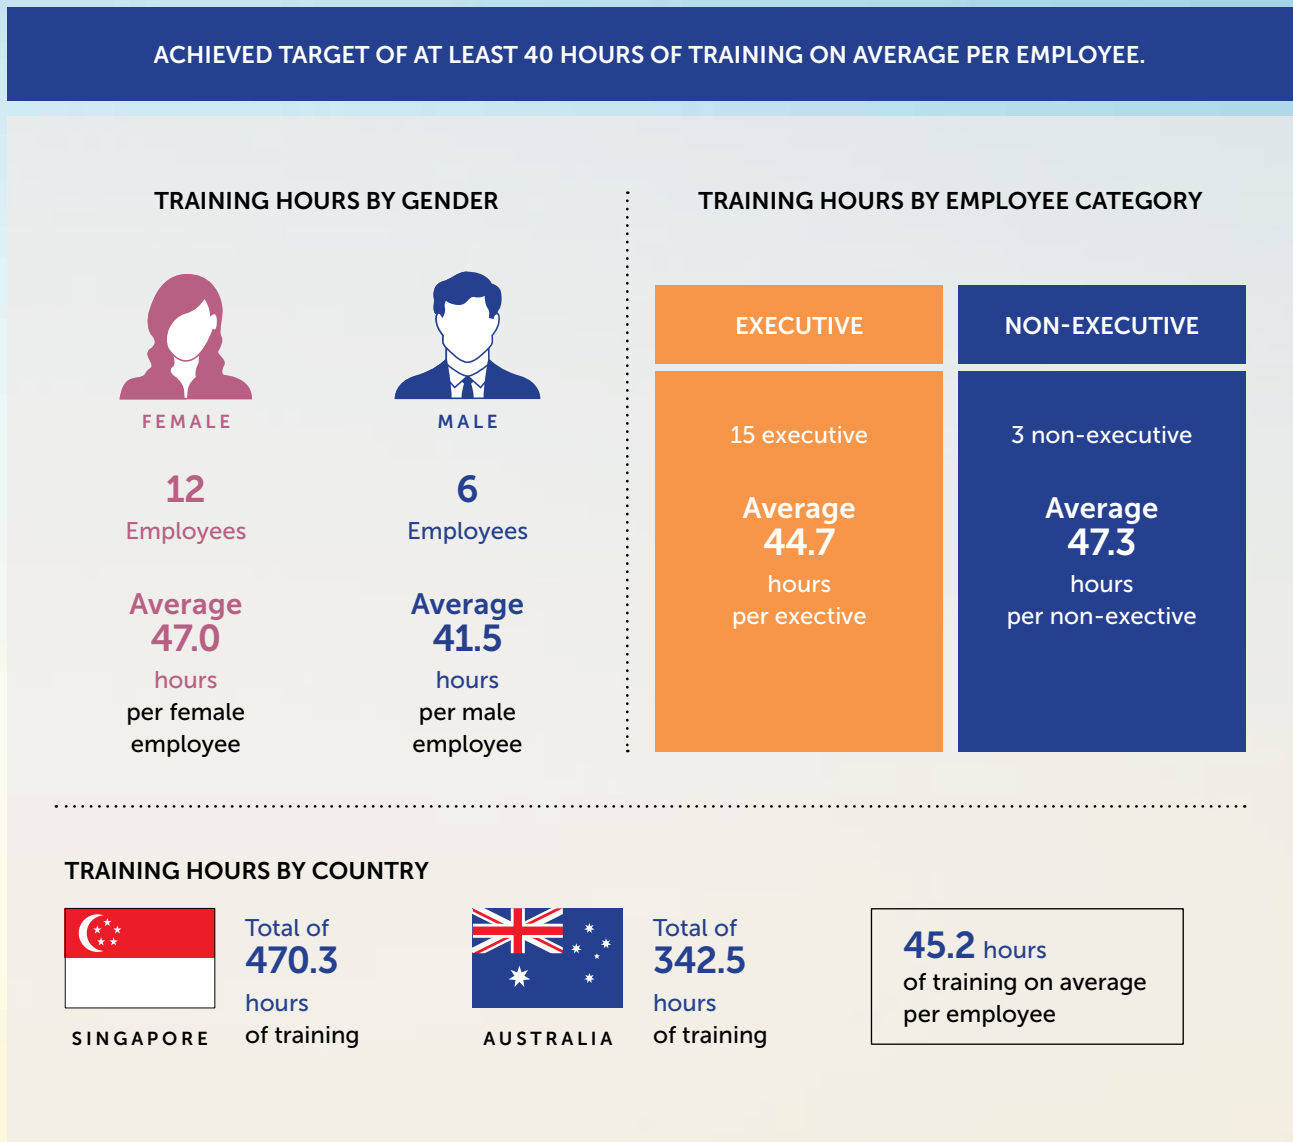 ACHIEVED TARGET OF AT LEAST 40 HOURS OF TRAINING ON AVERAGE PER EMPLOYEE.
TRAINING HOURS BY GENDER
FEMALE
12
Employees
Average
47.0
hours
per female
employee
MALE
6
Employees
Average
41.5
hours
per male
employee
TRAINING HOURS BY EMPLOYEE CATEGORY
EXECUTIVE
15 executive
Average
44.7
hours
per exective
NON-EXECUTIVE
3 non-executive
Average
47.3
hours
per non-exective
TRAINING HOURS BY COUNTRY
SINGAPORE
Total of
470.3
hours
of training
AUSTRALIA
Total of
342.5
hours
of training
45.2 hours
of training on average
per employee